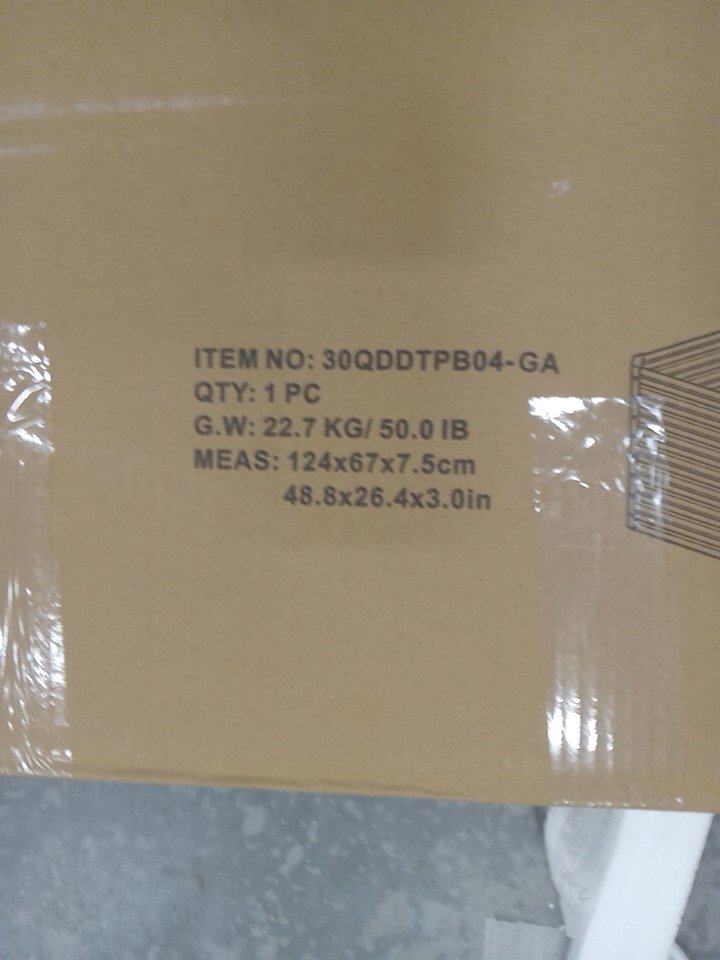 ITEM NO: 30QDDTPB04-GA
QTY: 1 PC
G.W: 22.7 KG/ 50.0 IB
MEAS: 124x67x7.5cm
48.8x26.4x3.0in